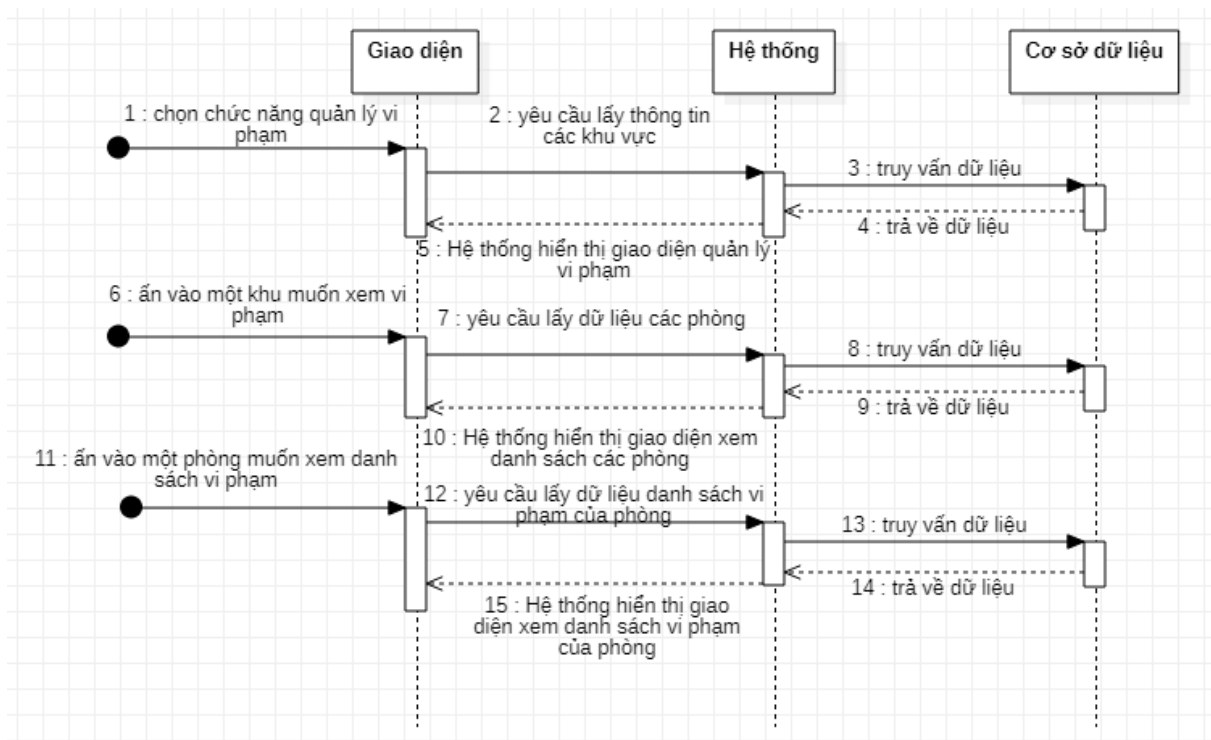 Giao diện
Hệ thống
Cơ sở dữ liệu
1 : chọn chức năng quản lý vi
phạm
2 : yêu cầu lấy thông tin
các khu vực
3 : truy vấn dữ liệu
4 : trả về dữ liệu
5 : Hệ thống hiển thị giao diện quản lý
vi phạm
6 : ấn vào một khu muốn xem vi
phạm
7 : yêu cầu lấy dữ liệu các phòng
8 : truy vấn dữ liệu
9 : trả về dữ liệu
10 : Hệ thống hiển thị giao diện xem
danh sách các phòng
11 : ấn vào một phòng muốn xem danh
sách vi phạm
12 : yêu cầu lấy dữ liệu danh sách vi
phạm của phòng
13 : truy vấn dữ liệu
14 : trả về dữ liệu
15 : Hệ thống hiển thị giao
diện xem danh sách vi phạm
của phòng